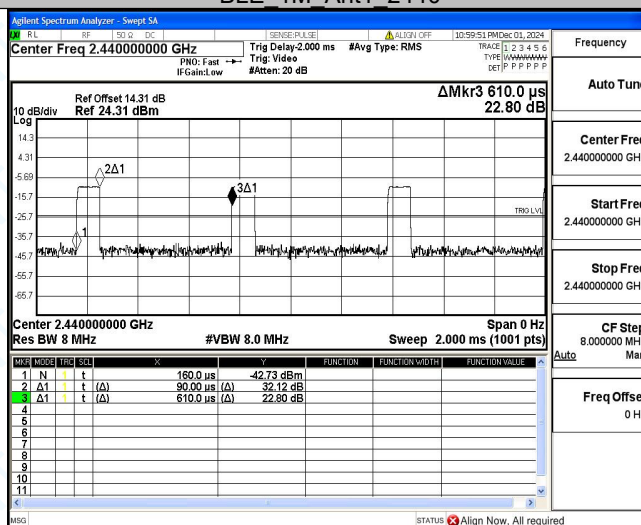 Agilent Spectrum Analyzer - Swept SA
RL RF 50 Ω DC SENSE:PULSE ALIGN OFF 10:59:51 PM Dec 01, 2024
Center Freq 2.440000000 GHz
PNO: Fast
IFGain:Low
Trig Delay-2.000 ms
Trig: Video
#Atten: 20 dB
#Avg Type: RMS
TRACE 1 2 3 4 5 6
TYPE
DET P P P P P P
Ref Offset 14.31 dB
10 dB/div Ref 24.31 dBm
Log
ΔMkr3 610.0 µs
22.80 dB
14.3
4.31
-5.69
-15.7
-25.7
-35.7
-45.7
-55.7
-65.7
2Δ1
3Δ1
1
TRIG LVL
Center 2.440000000 GHz Span 0 Hz
Res BW 8 MHz #VBW 8.0 MHz Sweep 2.000 ms (1001 pts)
MKR MODE TRC SCL X Y FUNCTION FUNCTION WIDTH FUNCTION VALUE
1 N 1 t 160.0 µs -42.73 dBm
2 Δ1 1 t (Δ) 90.00 µs (Δ) 32.12 dB
3 Δ1 1 t (Δ) 610.0 µs (Δ) 22.80 dB
4
5
6
7
8
9
10
11
MSG STATUS Align Now, All required
Frequency
Auto Tun
Center Fre
2.440000000 GH
Start Fre
2.440000000 GH
Stop Fre
2.440000000 GH
CF Step
8.000000 MH
Auto Ma
Freq Offse
0 H